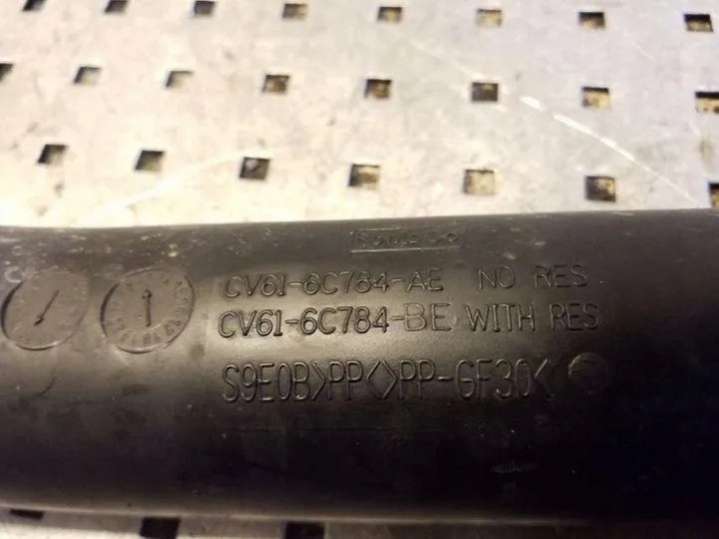 CV61-6C784-AE NO RES
CV61-6C784-BE WITH RES
S9E0B>PP<>PP-GF30<